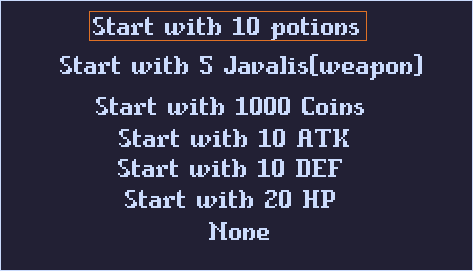 Start with 10 potions
Start with 5 Javalis(weapon)
Start with 1000 Coins
Start with 10 ATK
Start with 10 DEF
Start with 20 HP
None